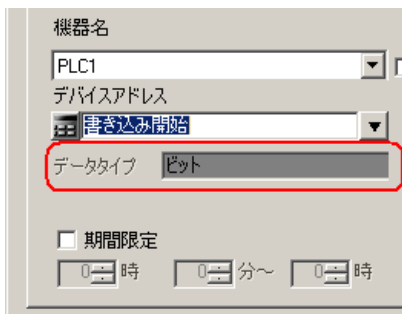 機器名
PLC1
デバイスアドレス
書き込み開始
データタイプ ビット
期間限定
0 時 0 分~ 0 時